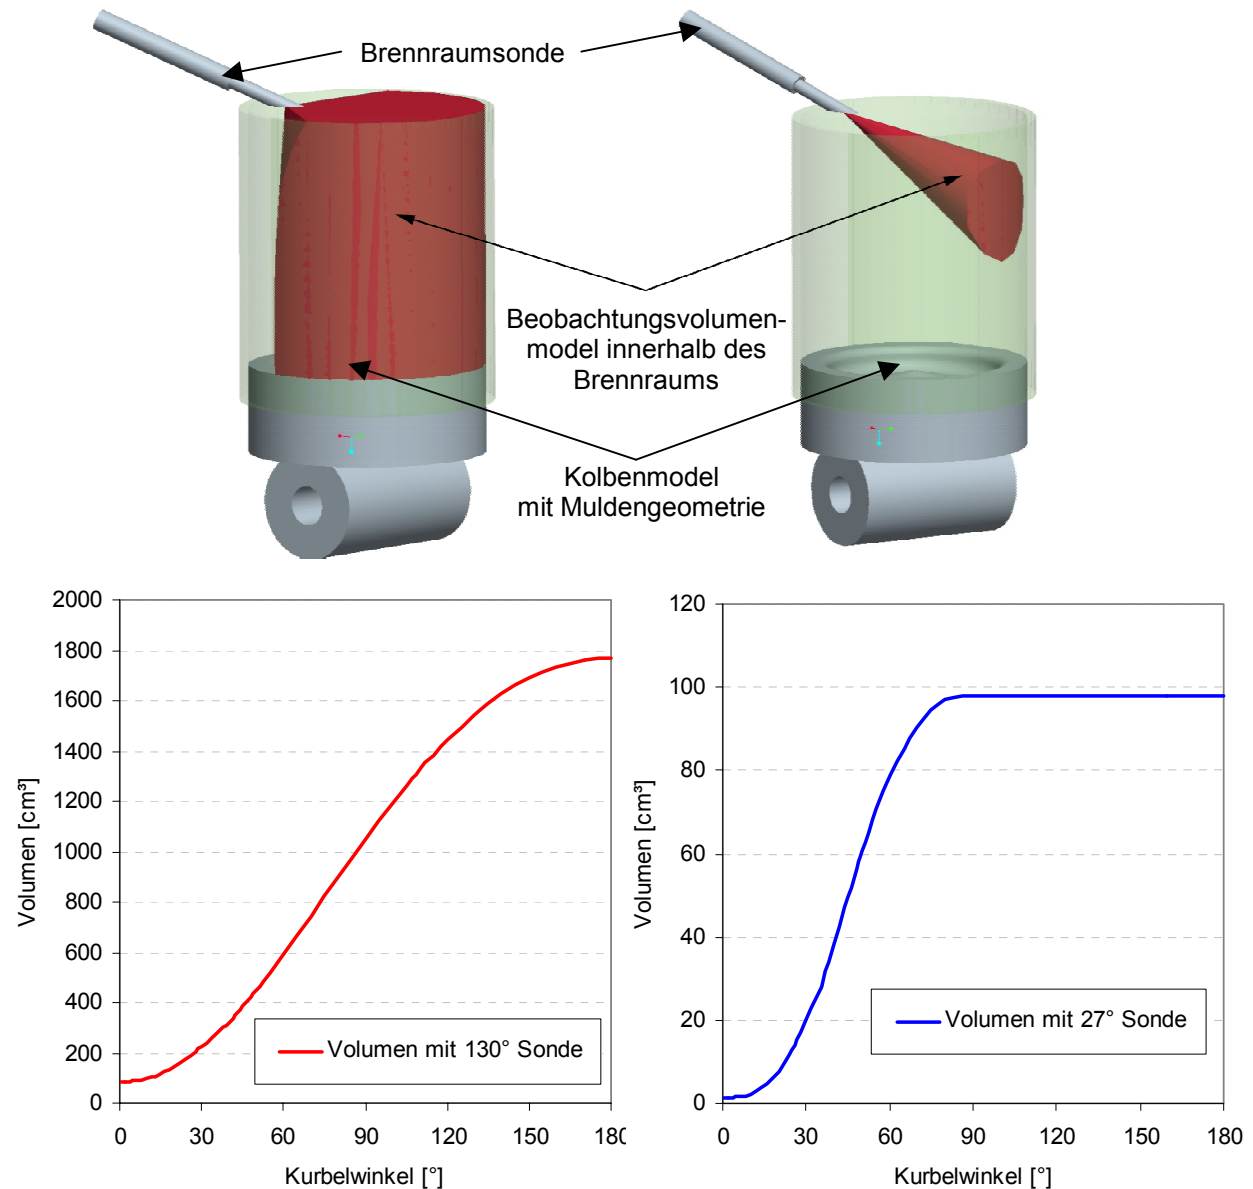 Brennraumsonde
Beobachtungsvolumen-
model innerhalb des
Brennraums
Kolbenmodel
mit Muldengeometrie
2000
1800
1600
1400
1200
1000
800
600
400
200
0
Volumen [cm³]
Volumen mit 130° Sonde
0 30 60 90 120 150 180
Kurbelwinkel [°]
120
100
80
60
40
20
0
Volumen [cm³]
Volumen mit 27° Sonde
0 30 60 90 120 150 180
Kurbelwinkel [°]